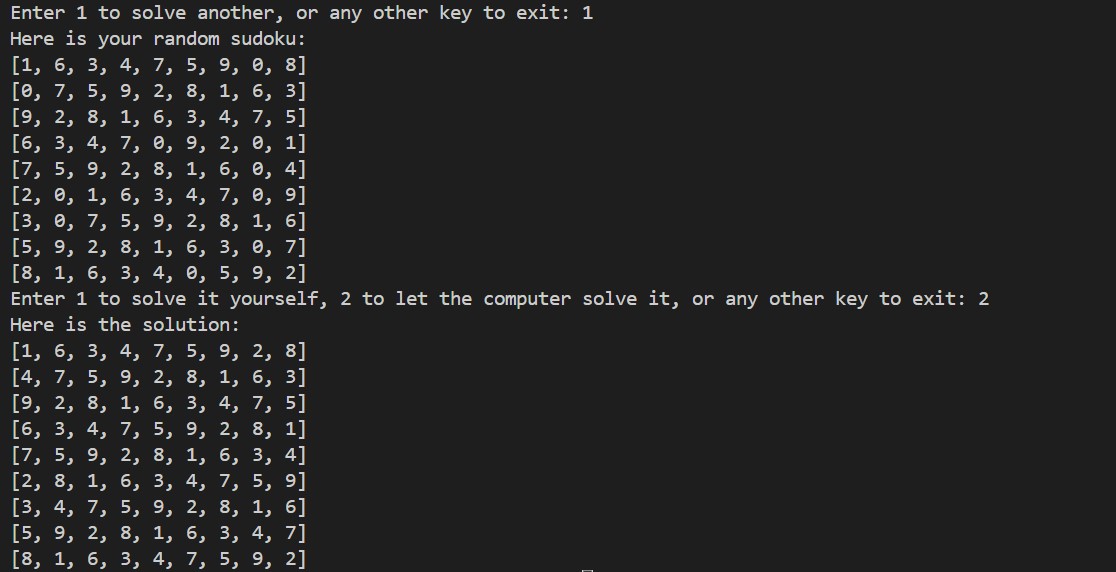 Enter 1 to solve another, or any other key to exit: 1
Here is your random sudoku:
[1, 6, 3, 4, 7, 5, 9, 0, 8]
[0, 7, 5, 9, 2, 8, 1, 6, 3]
[9, 2, 8, 1, 6, 3, 4, 7, 5]
[6, 3, 4, 7, 0, 9, 2, 0, 1]
[7, 5, 9, 2, 8, 1, 6, 0, 4]
[2, 0, 1, 6, 3, 4, 7, 0, 9]
[3, 0, 7, 5, 9, 2, 8, 1, 6]
[5, 9, 2, 8, 1, 6, 3, 0, 7]
[8, 1, 6, 3, 4, 0, 5, 9, 2]
Enter 1 to solve it yourself, 2 to let the computer solve it, or any other key to exit: 2
Here is the solution:
[1, 6, 3, 4, 7, 5, 9, 2, 8]
[4, 7, 5, 9, 2, 8, 1, 6, 3]
[9, 2, 8, 1, 6, 3, 4, 7, 5]
[6, 3, 4, 7, 5, 9, 2, 8, 1]
[7, 5, 9, 2, 8, 1, 6, 3, 4]
[2, 8, 1, 6, 3, 4, 7, 5, 9]
[3, 4, 7, 5, 9, 2, 8, 1, 6]
[5, 9, 2, 8, 1, 6, 3, 4, 7]
[8, 1, 6, 3, 4, 7, 5, 9, 2]